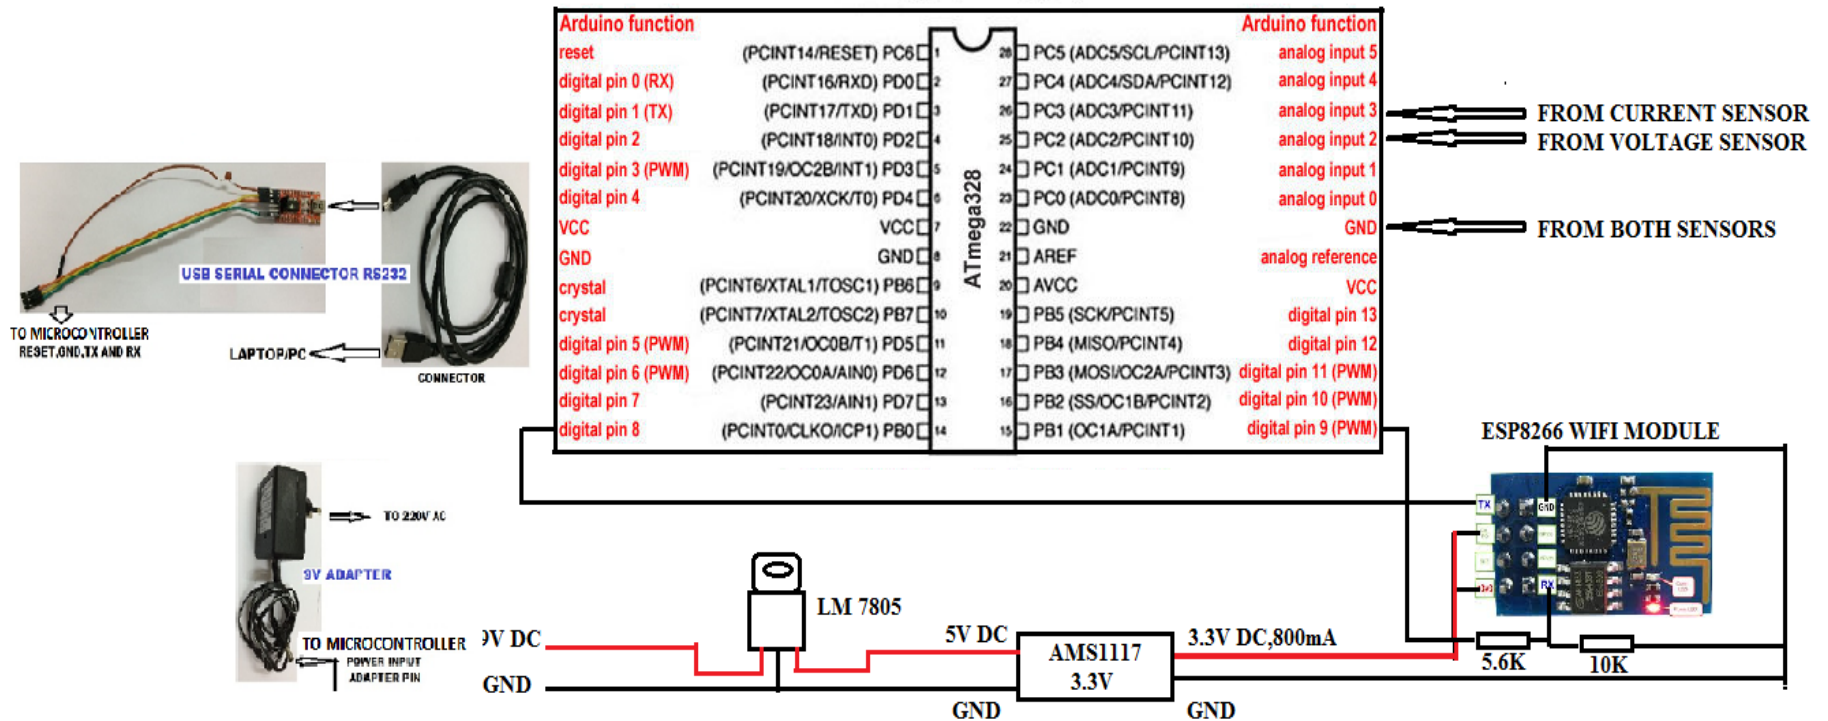 Arduino function
reset (PCINT14/RESET) PC6 1
digital pin 0 (RX) (PCINT16/RXD) PD0 2
digital pin 1 (TX) (PCINT17/TXD) PD1 3
digital pin 2 (PCINT18/INT0) PD2 4
digital pin 3 (PWM) (PCINT19/OC2B/INT1) PD3 5
digital pin 4 (PCINT20/XCK/T0) PD4 6
VCC VCC 7
GND GND 8
crystal (PCINT6/XTAL1/TOSC1) PB6 9
crystal (PCINT7/XTAL2/TOSC2) PB7 10
digital pin 5 (PWM) (PCINT21/OC0B/T1) PD5 11
digital pin 6 (PWM) (PCINT22/OC0A/AIN0) PD6 12
digital pin 7 (PCINT23/AIN1) PD7 13
digital pin 8 (PCINT0/CLKO/ICP1) PB0 14
ATmega328
Arduino function
28 PC5 (ADC5/SCL/PCINT13) analog input 5
27 PC4 (ADC4/SDA/PCINT12) analog input 4
26 PC3 (ADC3/PCINT11) analog input 3
25 PC2 (ADC2/PCINT10) analog input 2
24 PC1 (ADC1/PCINT9) analog input 1
23 PC0 (ADC0/PCINT8) analog input 0
22 GND GND
21 AREF analog reference
20 AVCC VCC
19 PB5 (SCK/PCINT5) digital pin 13
18 PB4 (MISO/PCINT4) digital pin 12
17 PB3 (MOSI/OC2A/PCINT3) digital pin 11 (PWM)
16 PB2 (SS/OC1B/PCINT2) digital pin 10 (PWM)
15 PB1 (OC1A/PCINT1) digital pin 9 (PWM)
FROM CURRENT SENSOR
FROM VOLTAGE SENSOR
FROM BOTH SENSORS
USB SERIAL CONNECTOR RS232
TO MICROCONTROLLER
RESET,GND,TX AND RX
LAPTOP/PC
CONNECTOR
TO 220V AC
9V ADAPTER
TO MICROCONTROLLER
POWER INPUT
ADAPTER PIN
9V DC
GND
LM 7805
5V DC
AMS1117
3.3V
GND
3.3V DC,800mA
GND
ESP8266 WIFI MODULE
TX
GND
RX
5.6K
10K